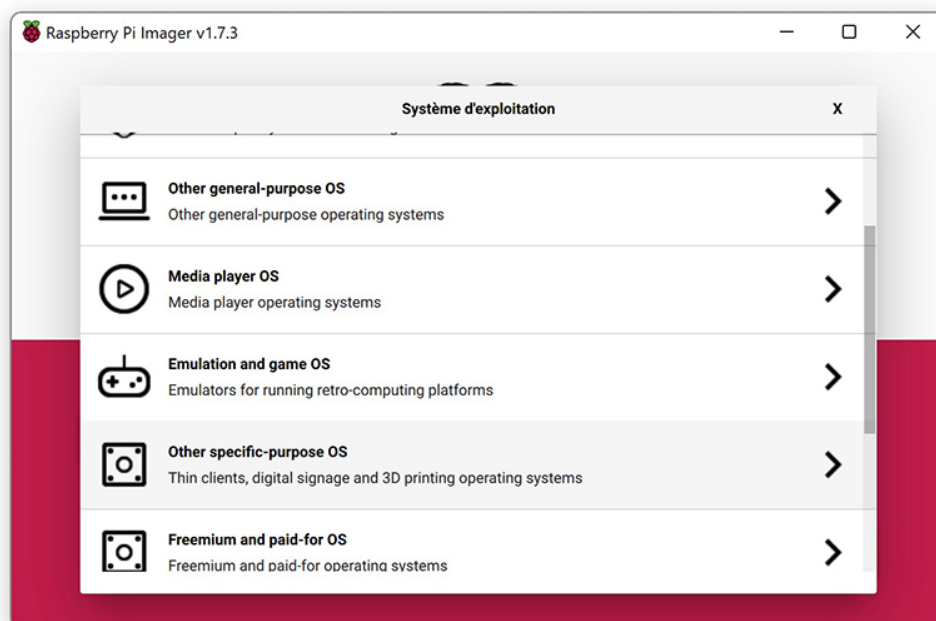 Raspberry Pi Imager v1.7.3
Système d'exploitation
X
Other general-purpose OS
Other general-purpose operating systems
Media player OS
Media player operating systems
Emulation and game OS
Emulators for running retro-computing platforms
Other specific-purpose OS
Thin clients, digital signage and 3D printing operating systems
Freemium and paid-for OS
Freemium and paid-for operating systems